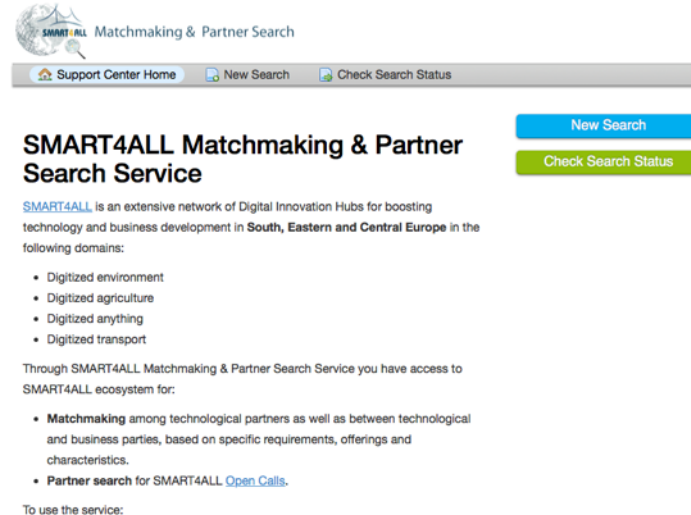 SMART4ALL Matchmaking & Partner Search
Support Center Home New Search Check Search Status
New Search
Check Search Status
SMART4ALL Matchmaking & Partner
Search Service
SMART4ALL is an extensive network of Digital Innovation Hubs for boosting
technology and business development in South, Eastern and Central Europe in the
following domains:
• Digitized environment
• Digitized agriculture
• Digitized anything
• Digitized transport
Through SMART4ALL Matchmaking & Partner Search Service you have access to
SMART4ALL ecosystem for:
• Matchmaking among technological partners as well as between technological
and business parties, based on specific requirements, offerings and
characteristics.
• Partner search for SMART4ALL Open Calls.
To use the service: